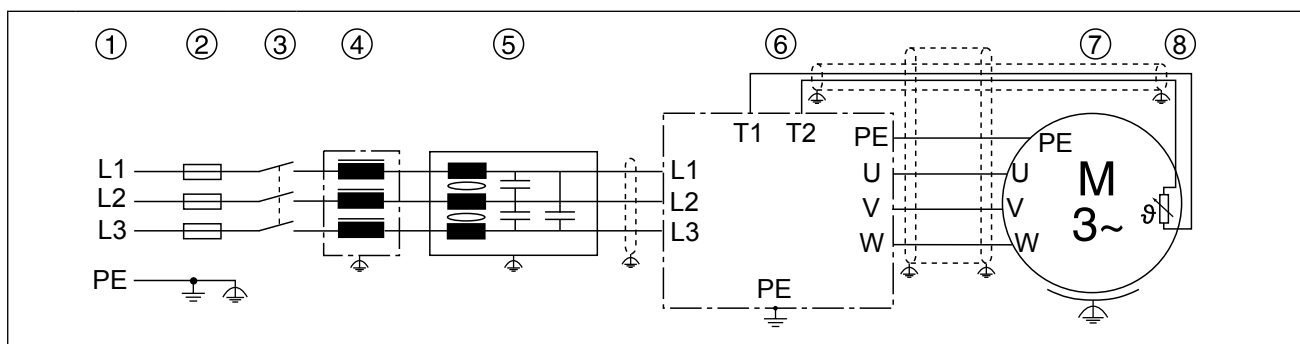 ① ② ③ ④ ⑤ ⑥ ⑦ ⑧
T1 T2
PE PE
L1 L1
L2 L2
L3 L3
U U
V V
W W
M
3~
ϑ
PE
PE